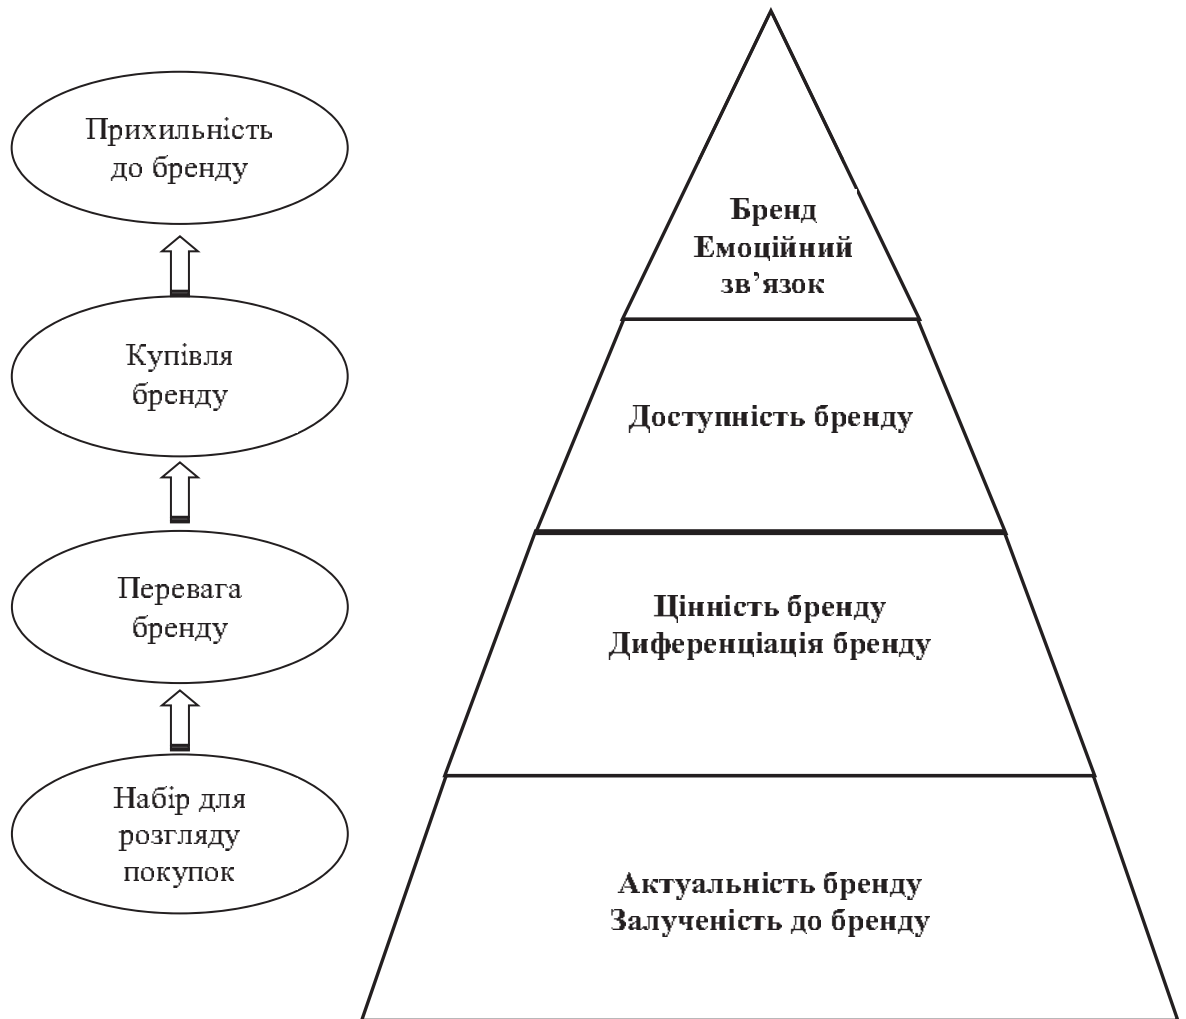 Прихильність
до бренду
Купівля
бренду
Перевага
бренду
Набір для
розгляду
покупок
Бренд
Емоційний
зв’язок
Доступність бренду
Цінність бренду
Диференціація бренду
Актуальність бренду
Залученість до бренду